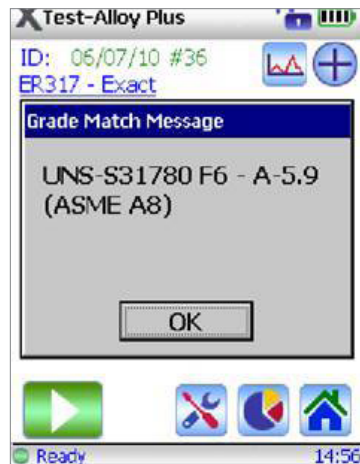 Test-Alloy Plus
ID: 06/07/10 #36
ER317 - Exact
Grade Match Message
UNS-S31780 F6 - A-5.9
(ASME A8)
OK
Ready 14:56